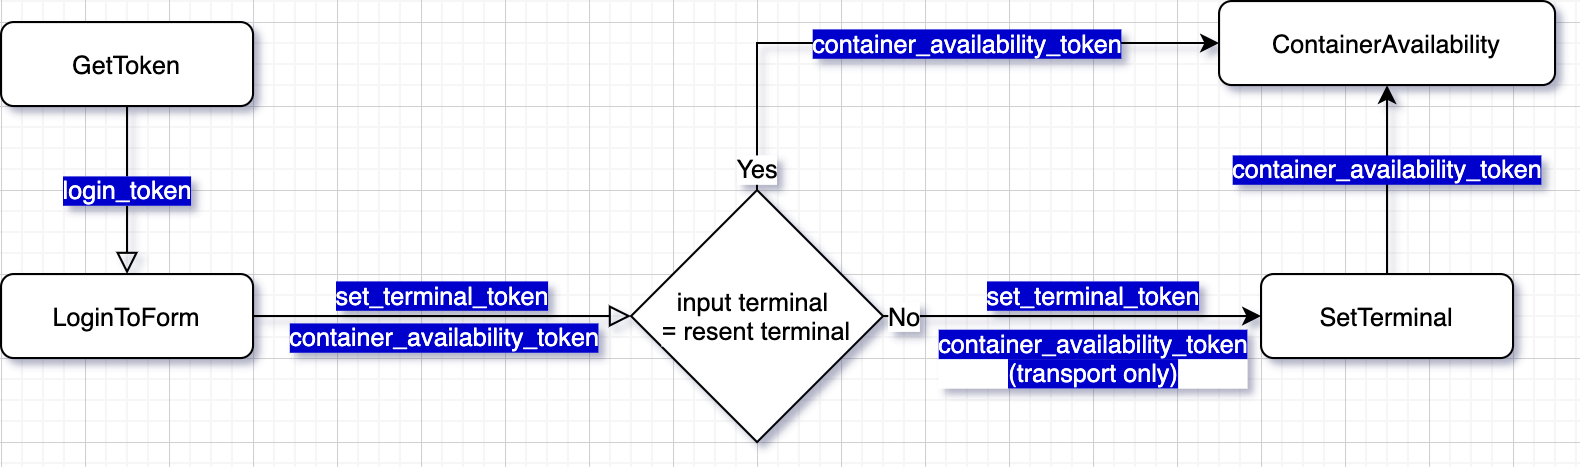 GetToken
container_availability_token
ContainerAvailability
login_token
Yes
container_availability_token
LoginToForm
set_terminal_token
container_availability_token
input terminal
= resent terminal
No
set_terminal_token
container_availability_token
(transport only)
SetTerminal